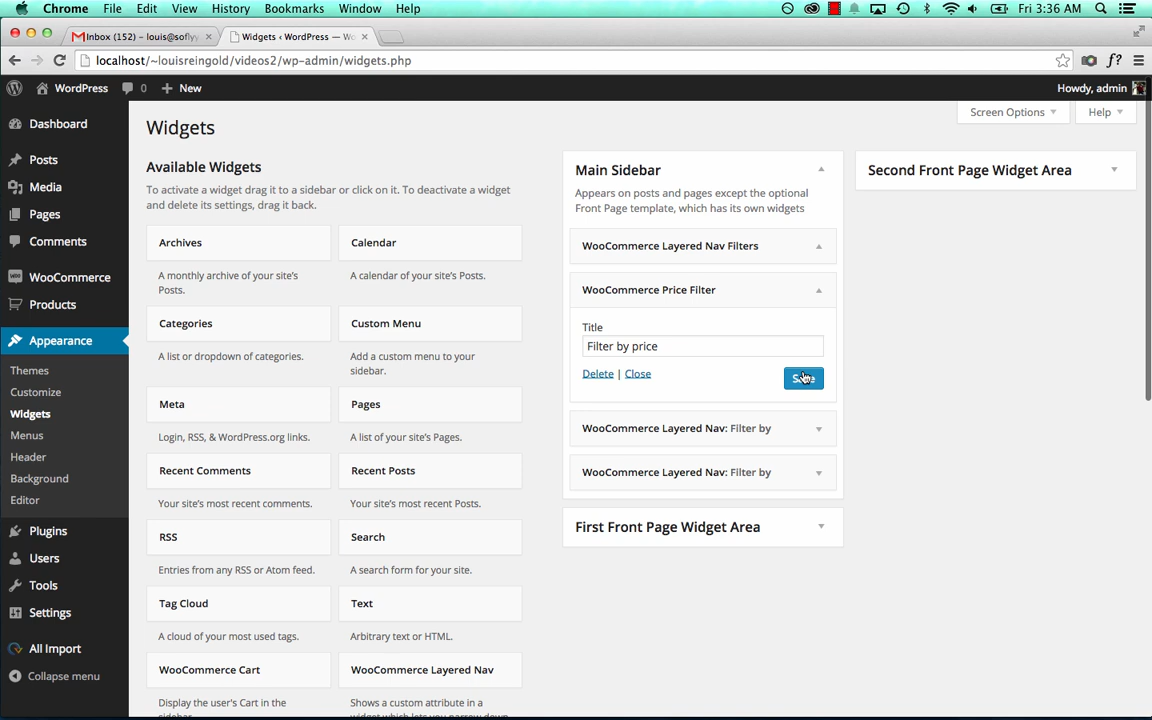 Chrome File Edit View History Bookmarks Window Help Fri 3:36 AM
Inbox (152) – louis@sofly × Widgets ‹ WordPress — Wo ×
localhost/~louisreingold/videos2/wp-admin/widgets.php f?
WordPress 0 New Howdy, admin
Screen Options Help
Dashboard
Posts
Media
Pages
Comments
WooCommerce
Products
Appearance
Themes
Customize
Widgets
Menus
Header
Background
Editor
Plugins
Users
Tools
Settings
All Import
Collapse menu
Widgets
Available Widgets
To activate a widget drag it to a sidebar or click on it. To deactivate a widget
and delete its settings, drag it back.
Archives
A monthly archive of your site's
Posts.
Calendar
A calendar of your site's Posts.
Categories
A list or dropdown of categories.
Custom Menu
Add a custom menu to your
sidebar.
Meta
Login, RSS, & WordPress.org links.
Pages
A list of your site's Pages.
Recent Comments
Your site's most recent comments.
Recent Posts
Your site's most recent Posts.
RSS
Entries from any RSS or Atom feed.
Search
A search form for your site.
Tag Cloud
A cloud of your most used tags.
Text
Arbitrary text or HTML.
WooCommerce Cart
Display the user's Cart in the
sidebar.
WooCommerce Layered Nav
Shows a custom attribute in a
widget which lets you narrow down
Main Sidebar
Appears on posts and pages except the optional
Front Page template, which has its own widgets
WooCommerce Layered Nav Filters
WooCommerce Price Filter
Title
Filter by price
Delete | Close
WooCommerce Layered Nav: Filter by
WooCommerce Layered Nav: Filter by
First Front Page Widget Area
Second Front Page Widget Area